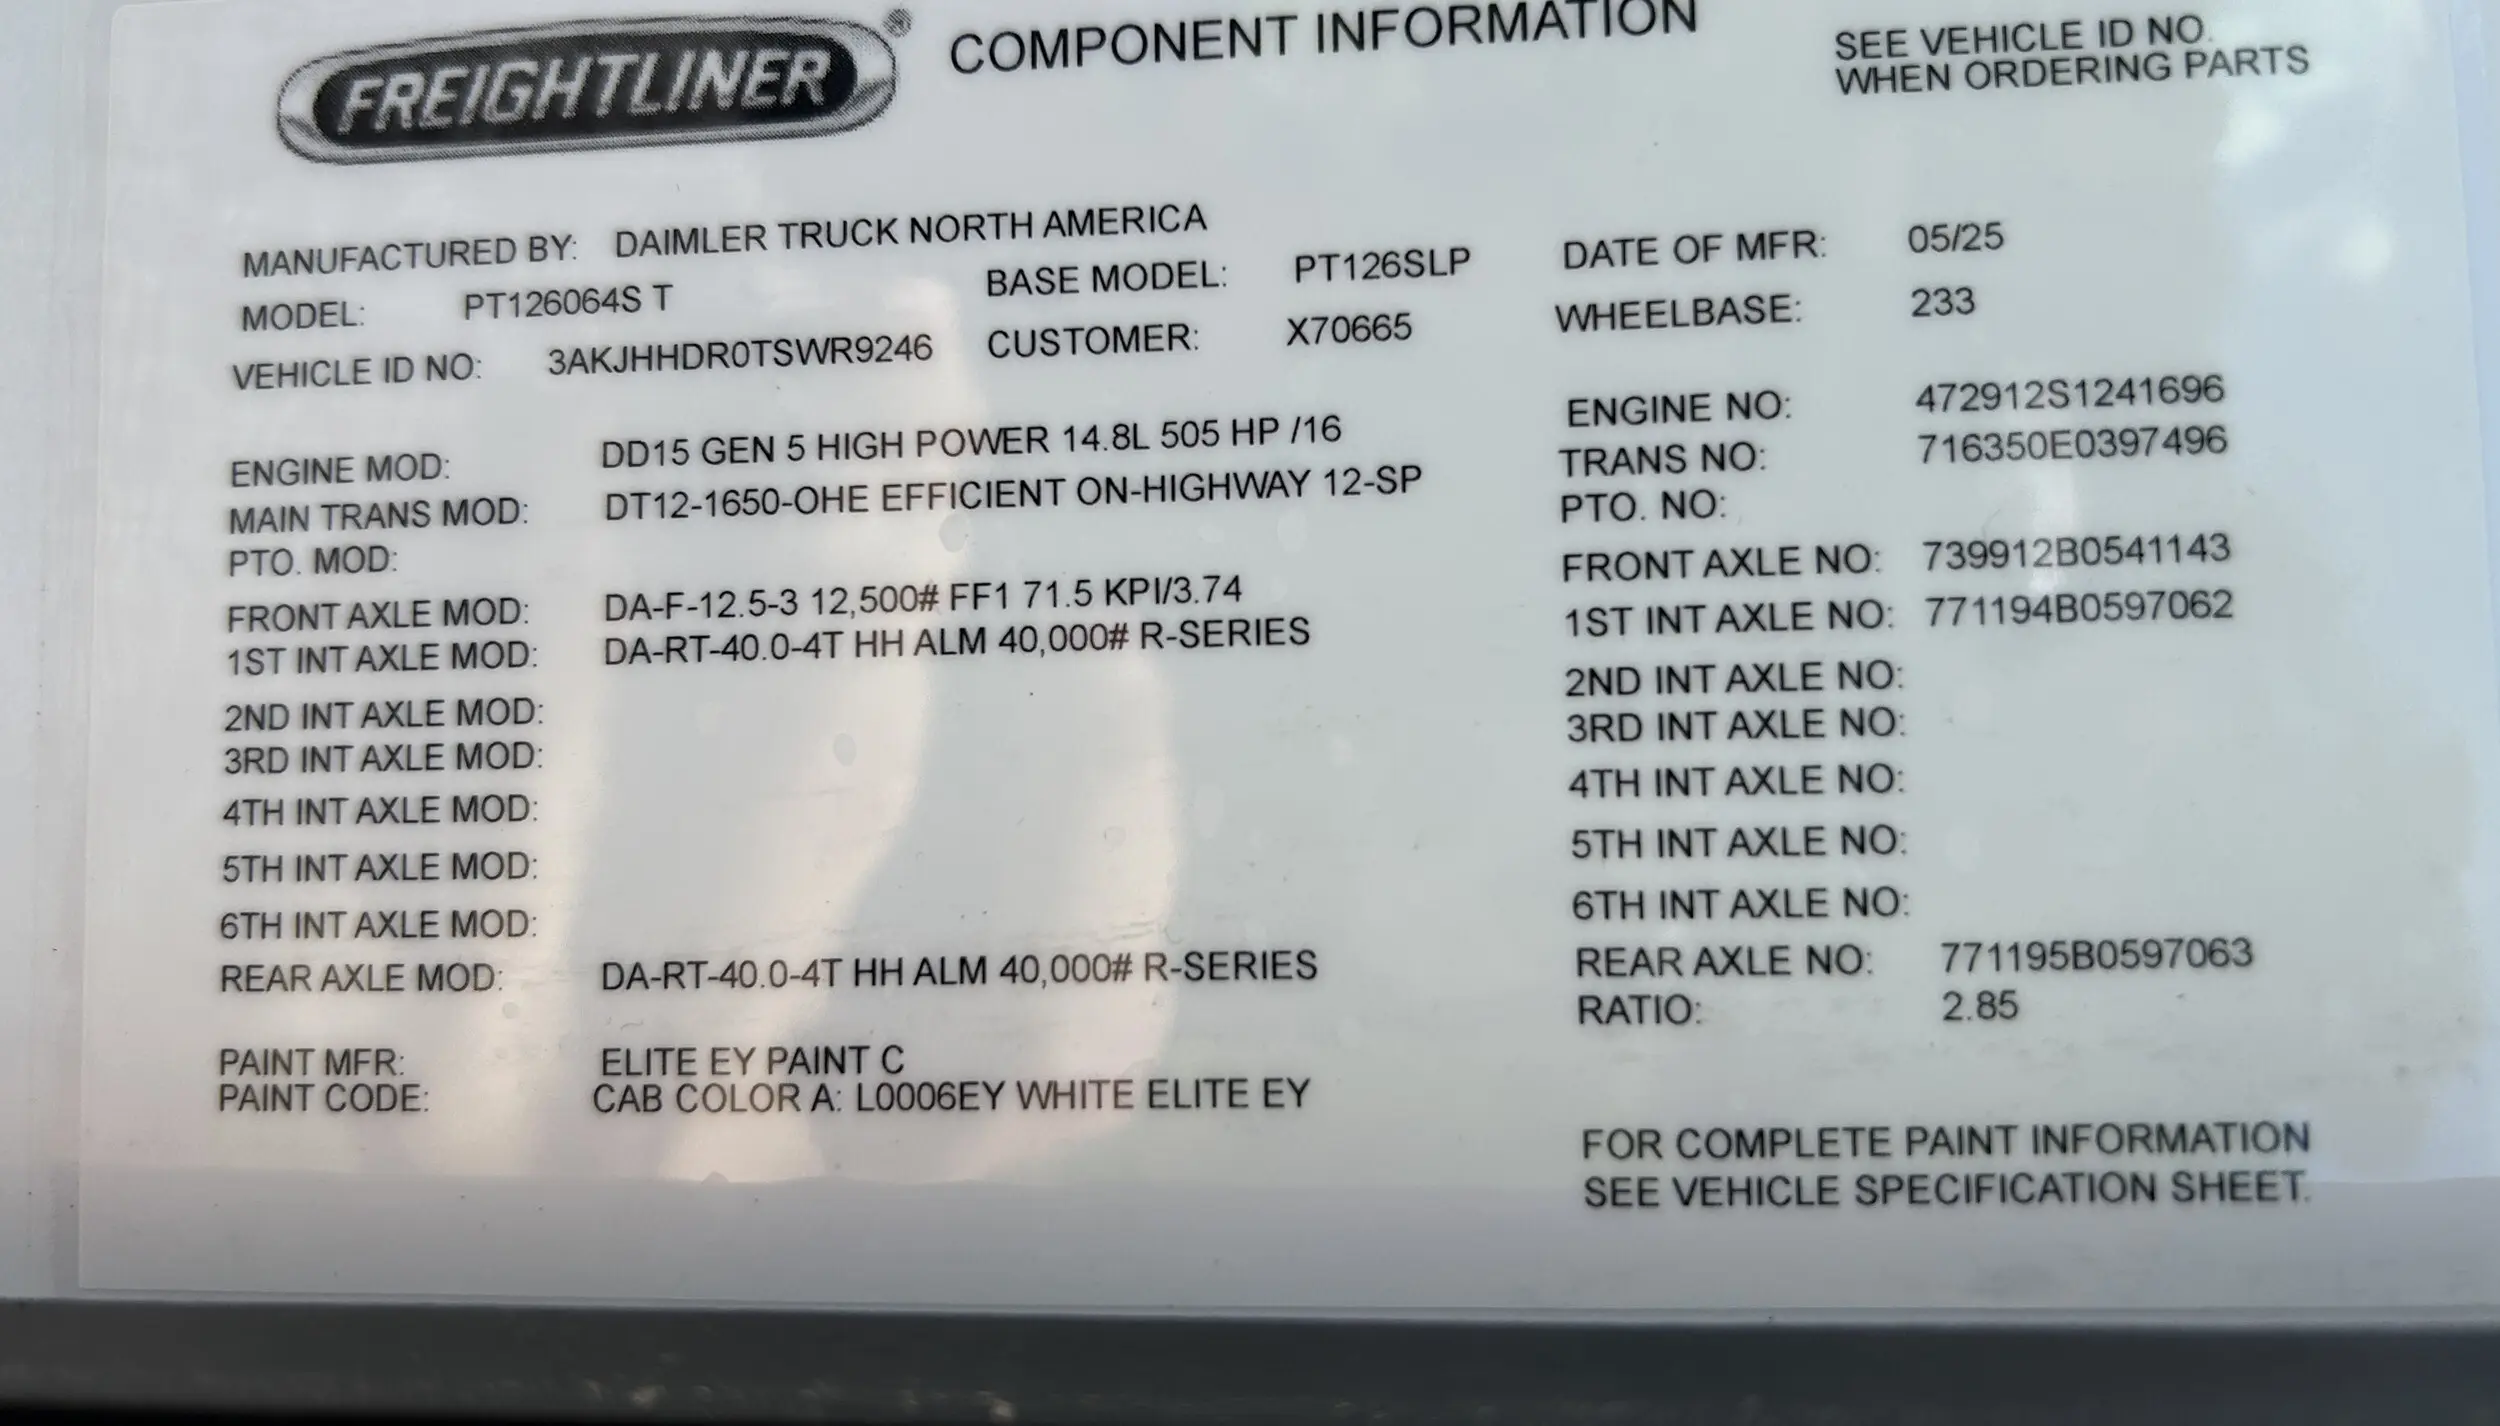 FREIGHTLINER®
COMPONENT INFORMATION
SEE VEHICLE ID NO.
WHEN ORDERING PARTS
MANUFACTURED BY: DAIMLER TRUCK NORTH AMERICA
MODEL: PT126064S T
BASE MODEL: PT126SLP
DATE OF MFR: 05/25
VEHICLE ID NO: 3AKJHHDR0TSWR9246
CUSTOMER: X70665
WHEELBASE: 233
ENGINE MOD: DD15 GEN 5 HIGH POWER 14.8L 505 HP /16
ENGINE NO: 472912S1241696
MAIN TRANS MOD: DT12-1650-OHE EFFICIENT ON-HIGHWAY 12-SP
TRANS NO: 716350E0397496
PTO. MOD:
PTO. NO:
FRONT AXLE MOD: DA-F-12.5-3 12,500# FF1 71.5 KPI/3.74
FRONT AXLE NO: 739912B0541143
1ST INT AXLE MOD: DA-RT-40.0-4T HH ALM 40,000# R-SERIES
1ST INT AXLE NO: 771194B0597062
2ND INT AXLE MOD:
2ND INT AXLE NO:
3RD INT AXLE MOD:
3RD INT AXLE NO:
4TH INT AXLE MOD:
4TH INT AXLE NO:
5TH INT AXLE MOD:
5TH INT AXLE NO:
6TH INT AXLE MOD:
6TH INT AXLE NO:
REAR AXLE MOD: DA-RT-40.0-4T HH ALM 40,000# R-SERIES
REAR AXLE NO: 771195B0597063
RATIO: 2.85
PAINT MFR: ELITE EY PAINT C
PAINT CODE: CAB COLOR A: L0006EY WHITE ELITE EY
FOR COMPLETE PAINT INFORMATION
SEE VEHICLE SPECIFICATION SHEET.